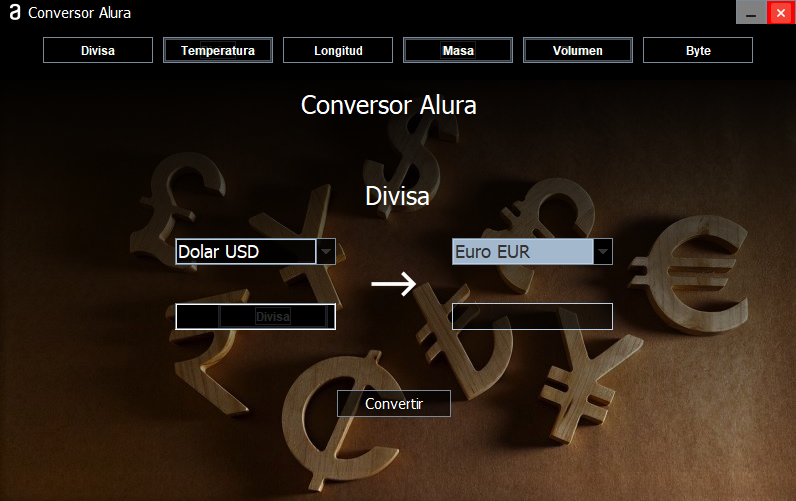 Conversor Alura
Divisa Temperatura Longitud Masa Volumen Byte
Conversor Alura
Divisa
Dolar USD Euro EUR
Divisa
Convertir